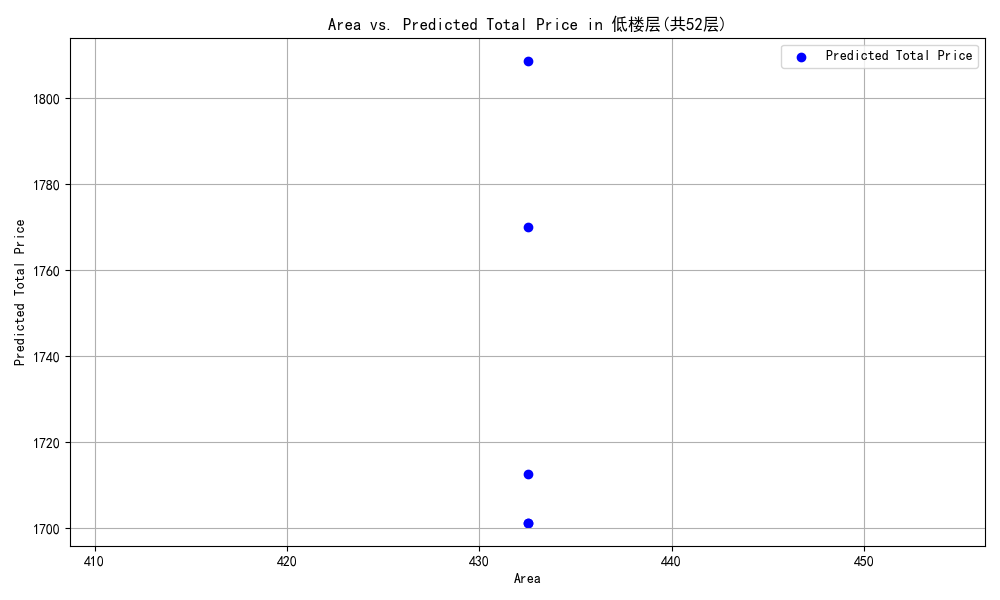 Area vs. Predicted Total Price in 低楼层(共52层)
Predicted Total Price
1800
1780
1760
1740
1720
1700
Predicted Total Price
410
420
430
440
450
Area